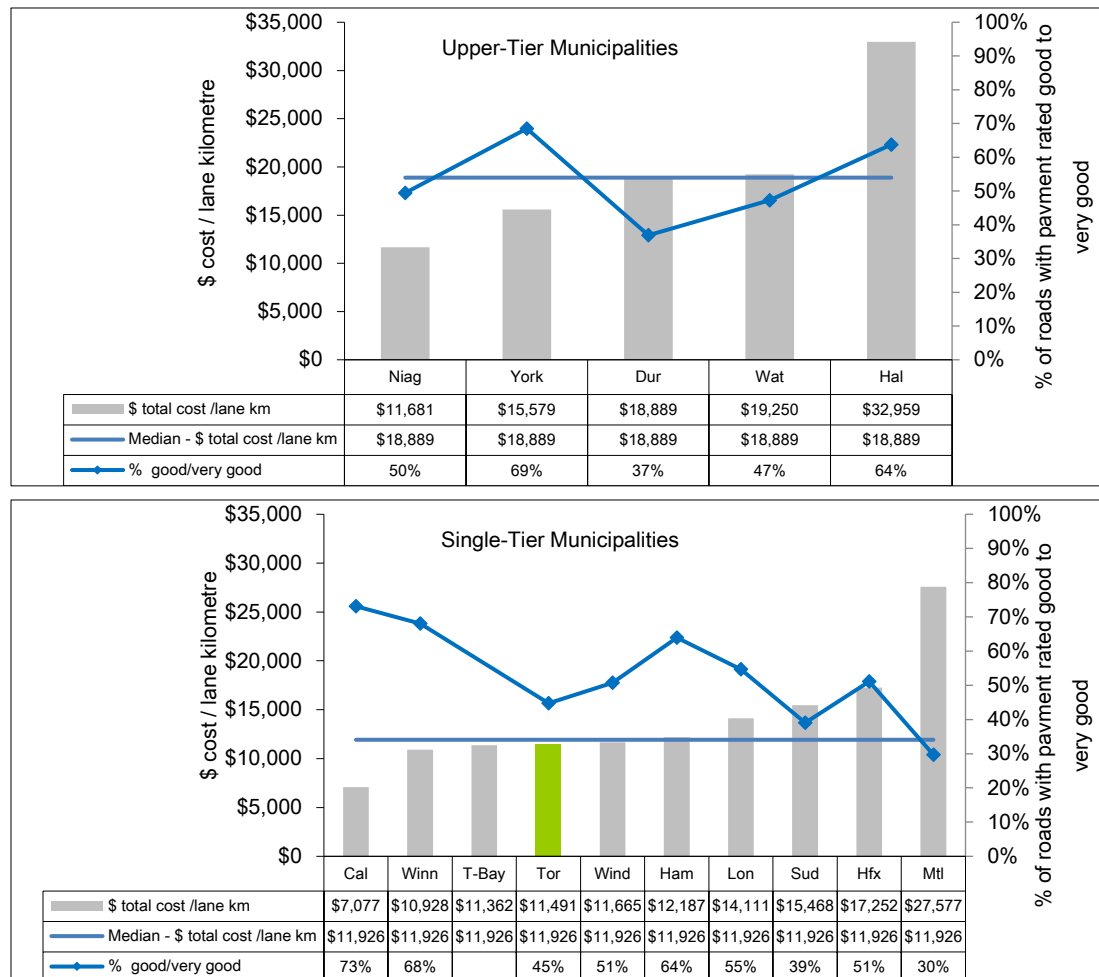 Upper-Tier Municipalities
$ cost / lane kilometre
$35,000
$30,000
$25,000
$20,000
$15,000
$10,000
$5,000
$0
100%
90%
80%
70%
60%
50%
40%
30%
20%
10%
0%
% of roads with pavment rated good to
very good
Niag York Dur Wat Hal
$ total cost /lane km $11,681 $15,579 $18,889 $19,250 $32,959
Median - $ total cost /lane km $18,889 $18,889 $18,889 $18,889 $18,889
% good/very good 50% 69% 37% 47% 64%
Single-Tier Municipalities
$ cost / lane kilometre
$35,000
$30,000
$25,000
$20,000
$15,000
$10,000
$5,000
$0
100%
90%
80%
70%
60%
50%
40%
30%
20%
10%
0%
% of roads with pavment rated good to
very good
Cal Winn T-Bay Tor Wind Ham Lon Sud Hfx Mtl
$ total cost /lane km $7,077 $10,928 $11,362 $11,491 $11,665 $12,187 $14,111 $15,468 $17,252 $27,577
Median - $ total cost /lane km $11,926 $11,926 $11,926 $11,926 $11,926 $11,926 $11,926 $11,926 $11,926 $11,926
% good/very good 73% 68% 45% 51% 64% 55% 39% 51% 30%